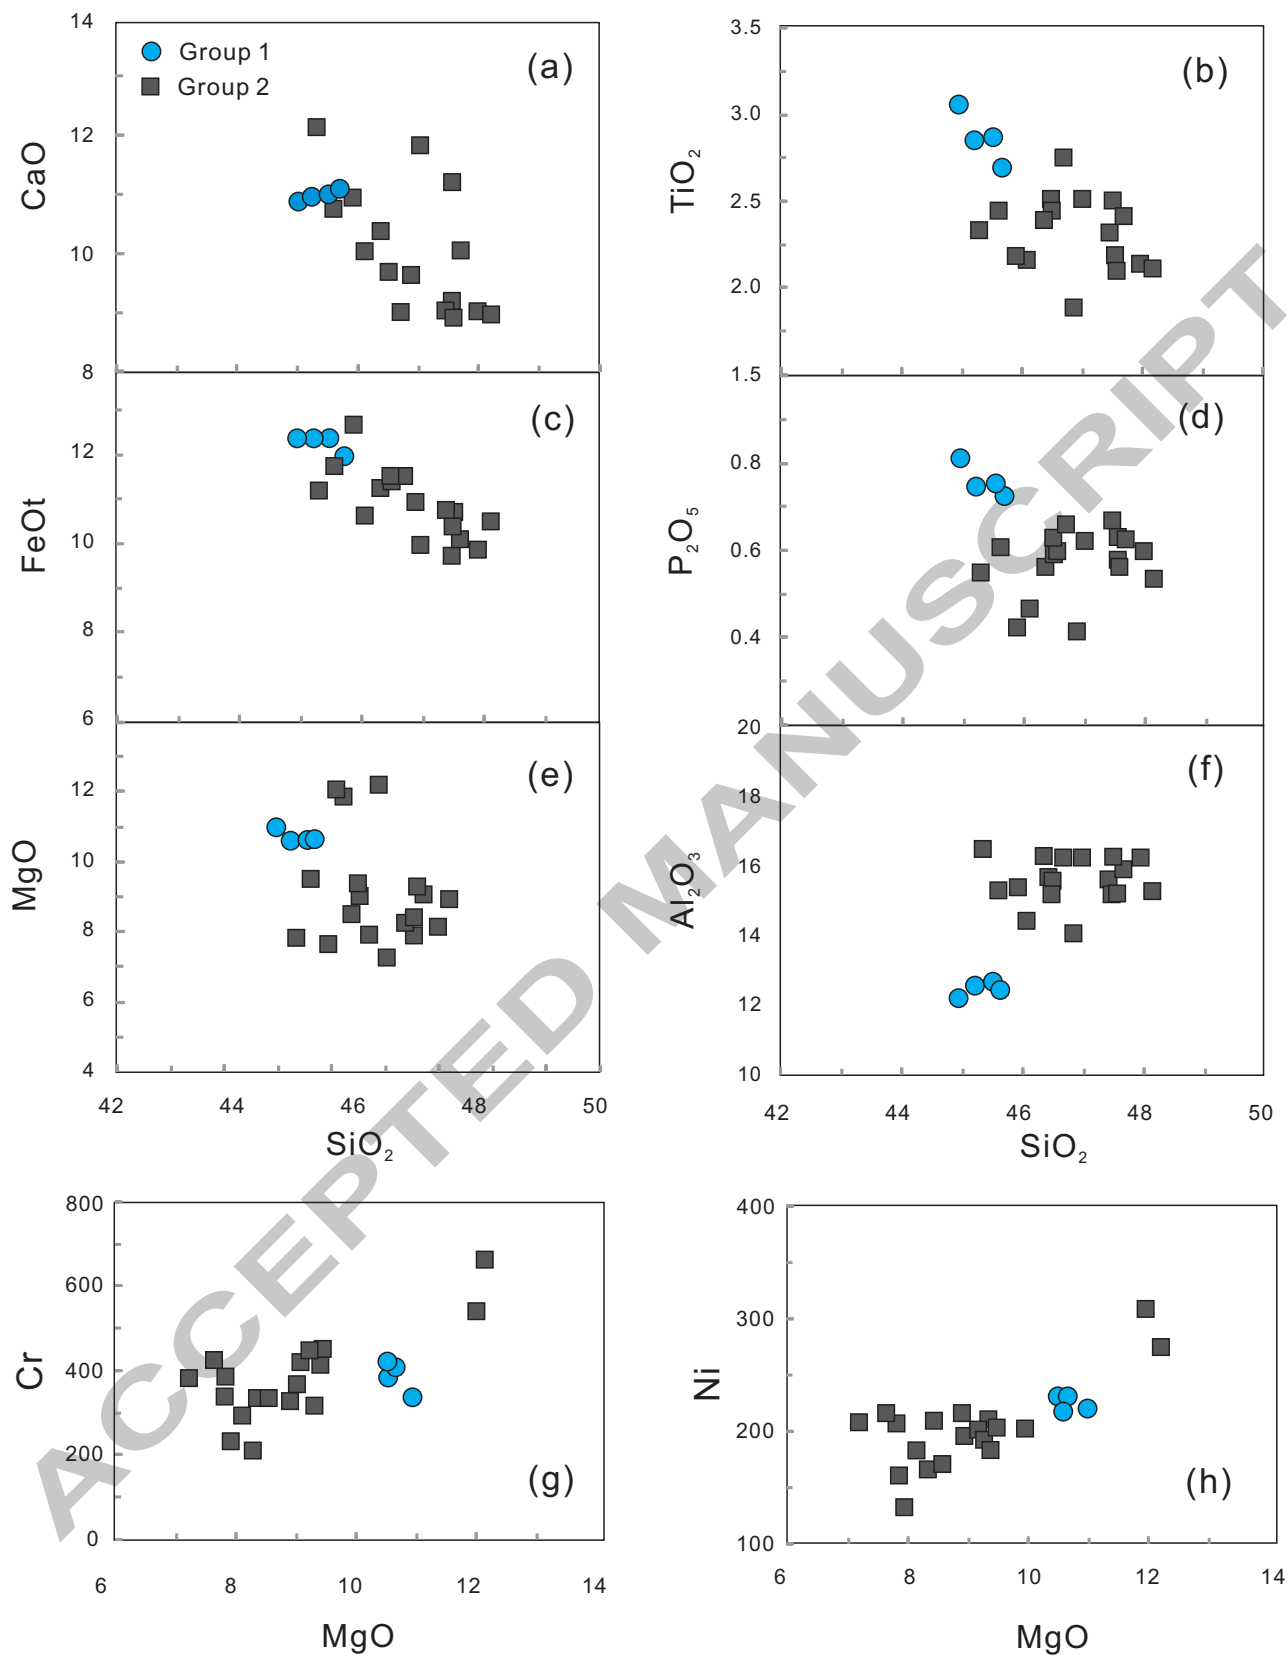 14
12
10
8
CaO
Group 1
Group 2
(a)
3.5
3.0
2.5
2.0
1.5
TiO2
(b)
12
10
8
6
FeOt
(c)
0.8
0.6
0.4
P2O5
(d)
12
10
8
6
4
MgO
(e)
42 44 46 48 50
SiO2
20
18
16
14
12
10
Al2O3
(f)
42 44 46 48 50
SiO2
800
600
400
200
0
Cr
(g)
6 8 10 12 14
MgO
400
300
200
100
Ni
(h)
6 8 10 12 14
MgO
ACCEPTED MANUSCRIPT